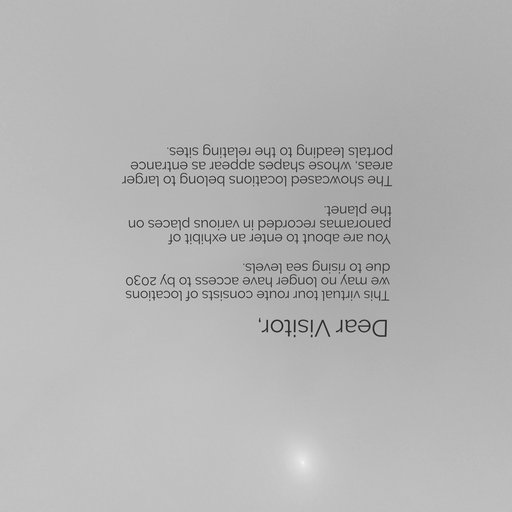 Dear Visitor,
This virtual tour route consists of locations
we may no longer have access to by 2030
due to rising sea levels.
You are about to enter an exhibit of
panoramas recorded in various places on
the planet.
The showcased locations belong to larger
areas, whose shapes appear as entrance
portals leading to the relating sites.